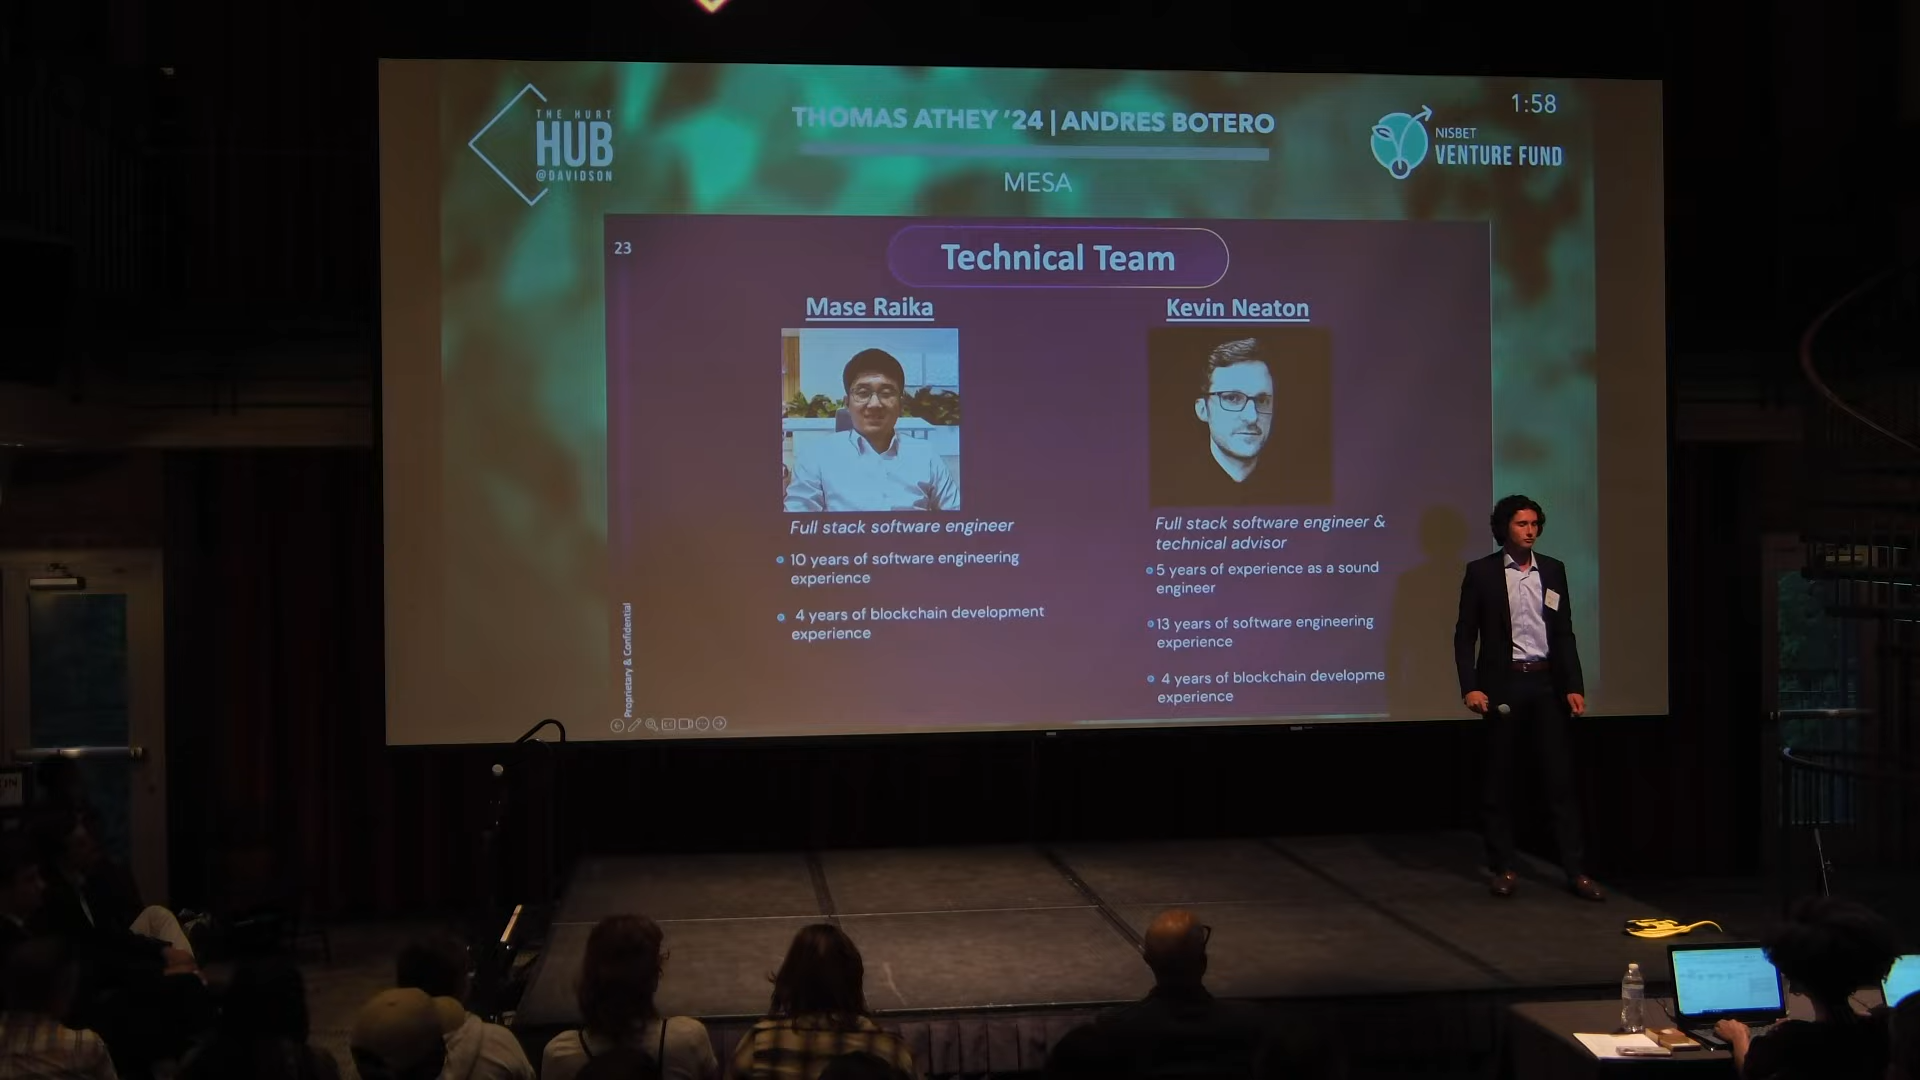 THE HURT
HUB
@DAVIDSON
THOMAS ATHEY '24 | ANDRES BOTERO
MESA
1:58
NISBET
VENTURE FUND
23
Technical Team
Mase Raika
Full stack software engineer
10 years of software engineering
experience
4 years of blockchain development
experience
Kevin Neaton
Full stack software engineer &
technical advisor
5 years of experience as a sound
engineer
13 years of software engineering
experience
4 years of blockchain developme
experience
Proprietary & Confidential